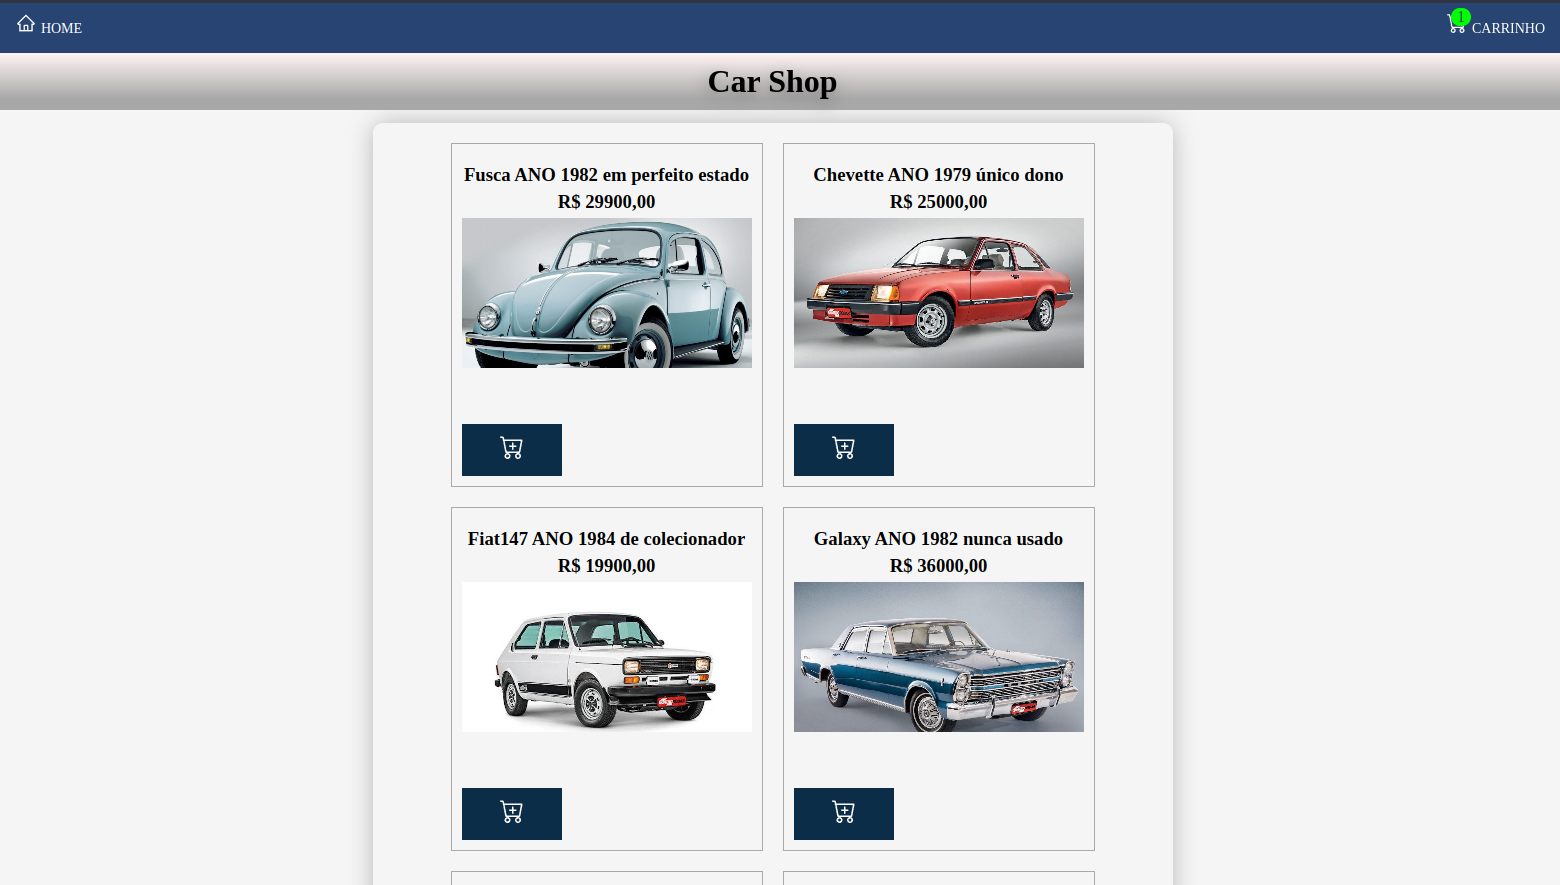 HOME
1
CARRINHO
Car Shop
Fusca ANO 1982 em perfeito estado
R$ 29900,00
Chevette ANO 1979 único dono
R$ 25000,00
Fiat147 ANO 1984 de colecionador
R$ 19900,00
Galaxy ANO 1982 nunca usado
R$ 36000,00